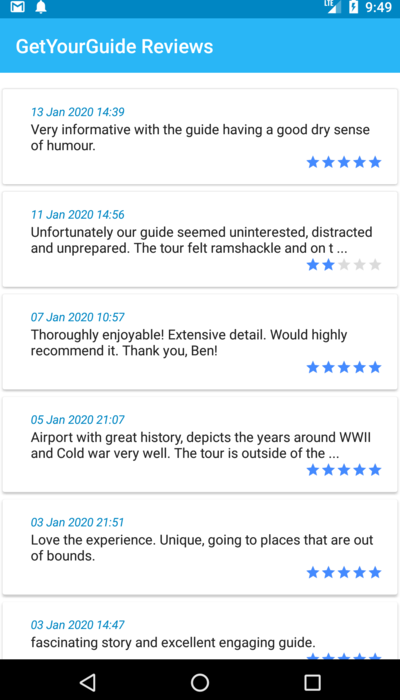 LTE 9:49
GetYourGuide Reviews
13 Jan 2020 14:39
Very informative with the guide having a good dry sense
of humour.
11 Jan 2020 14:56
Unfortunately our guide seemed uninterested, distracted
and unprepared. The tour felt ramshackle and on t ...
07 Jan 2020 10:57
Thoroughly enjoyable! Extensive detail. Would highly
recommend it. Thank you, Ben!
05 Jan 2020 21:07
Airport with great history, depicts the years around WWII
and Cold war very well. The tour is outside of the ...
03 Jan 2020 21:51
Love the experience. Unique, going to places that are out
of bounds.
03 Jan 2020 14:47
fascinating story and excellent engaging guide.